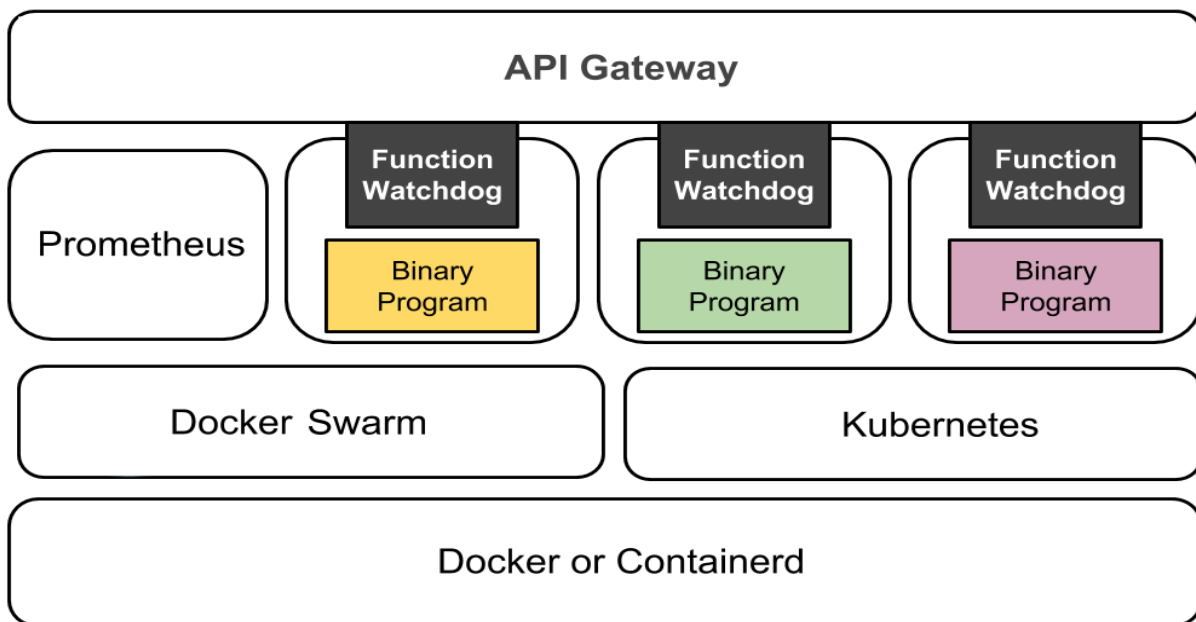 API Gateway
Function
Watchdog
Function
Watchdog
Function
Watchdog
Prometheus
Binary
Program
Binary
Program
Binary
Program
Docker Swarm
Kubernetes
Docker or Containerd